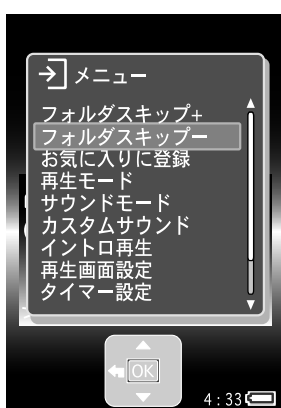 メニュー
フォルダスキップ+
フォルダスキップー
お気に入りに登録
再生モード
サウンドモード
カスタムサウンド
イントロ再生
再生画面設定
タイマー設定
OK
4:33